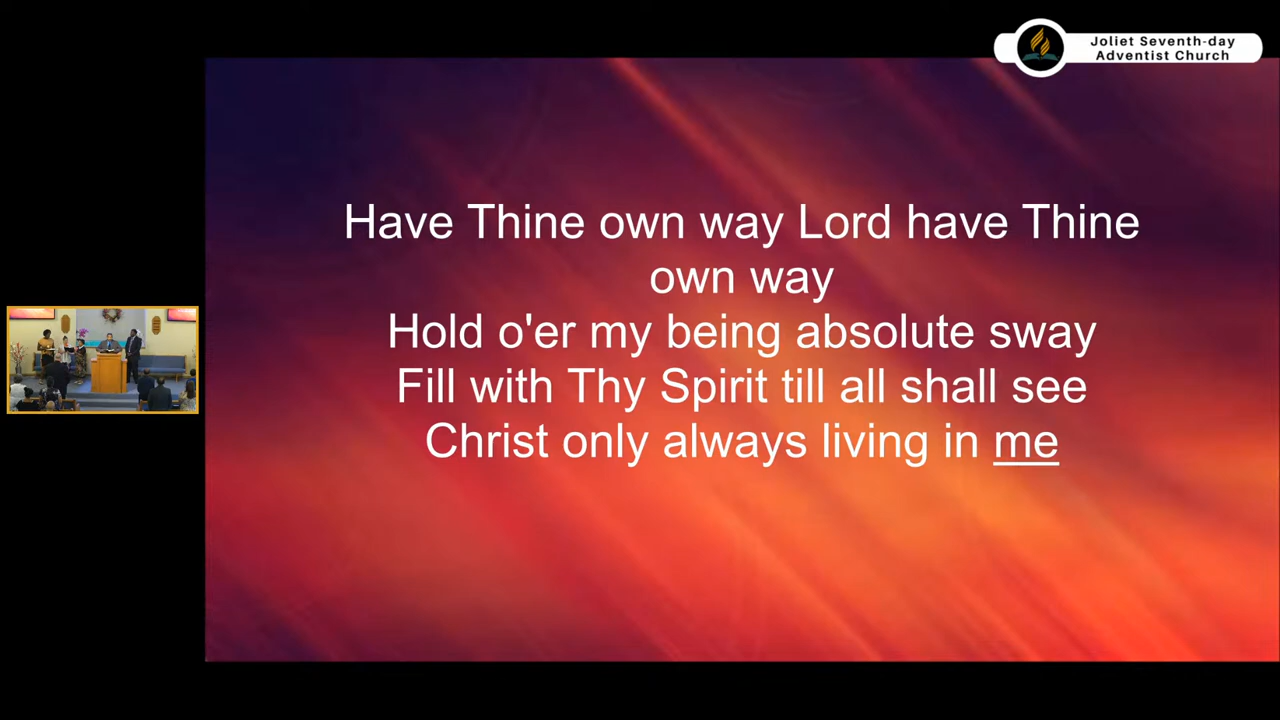 Joliet Seventh-day
Adventist Church
Have Thine own way Lord have Thine
own way
Hold o'er my being absolute sway
Fill with Thy Spirit till all shall see
Christ only always living in me